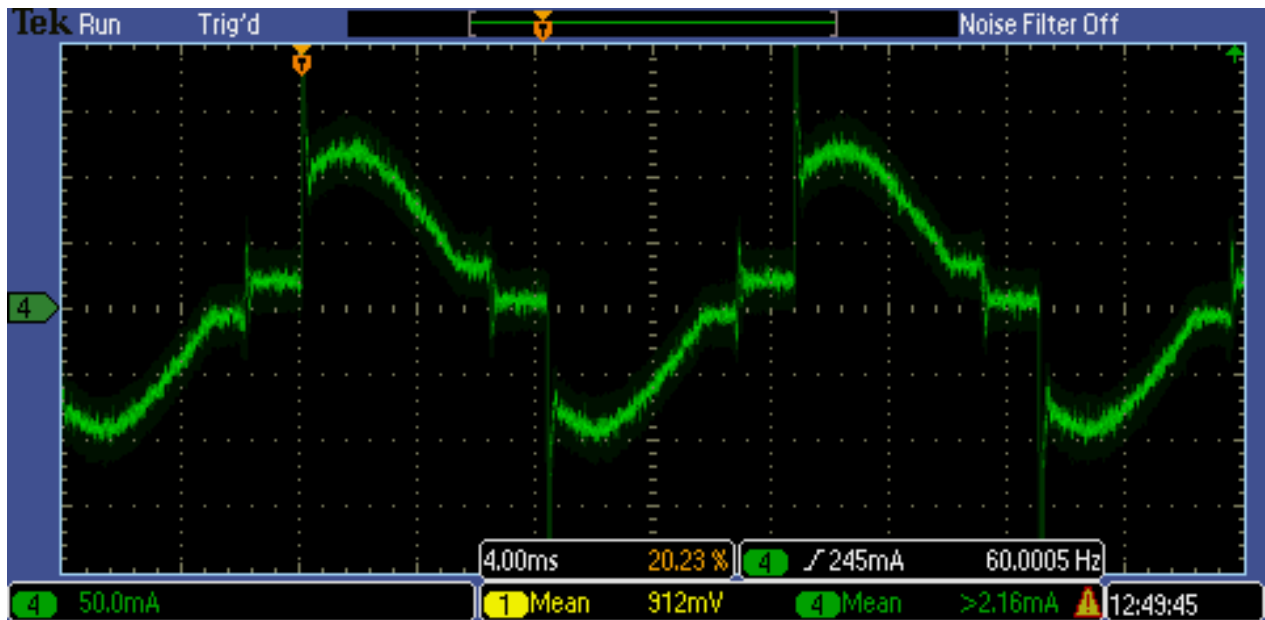 Tek Run Trig'd Noise Filter Off
T
T
4
4.00ms 20.23 % 4 245mA 60.0005 Hz
4 50.0mA 1 Mean 912mV 4 Mean >2.16mA 12:49:45